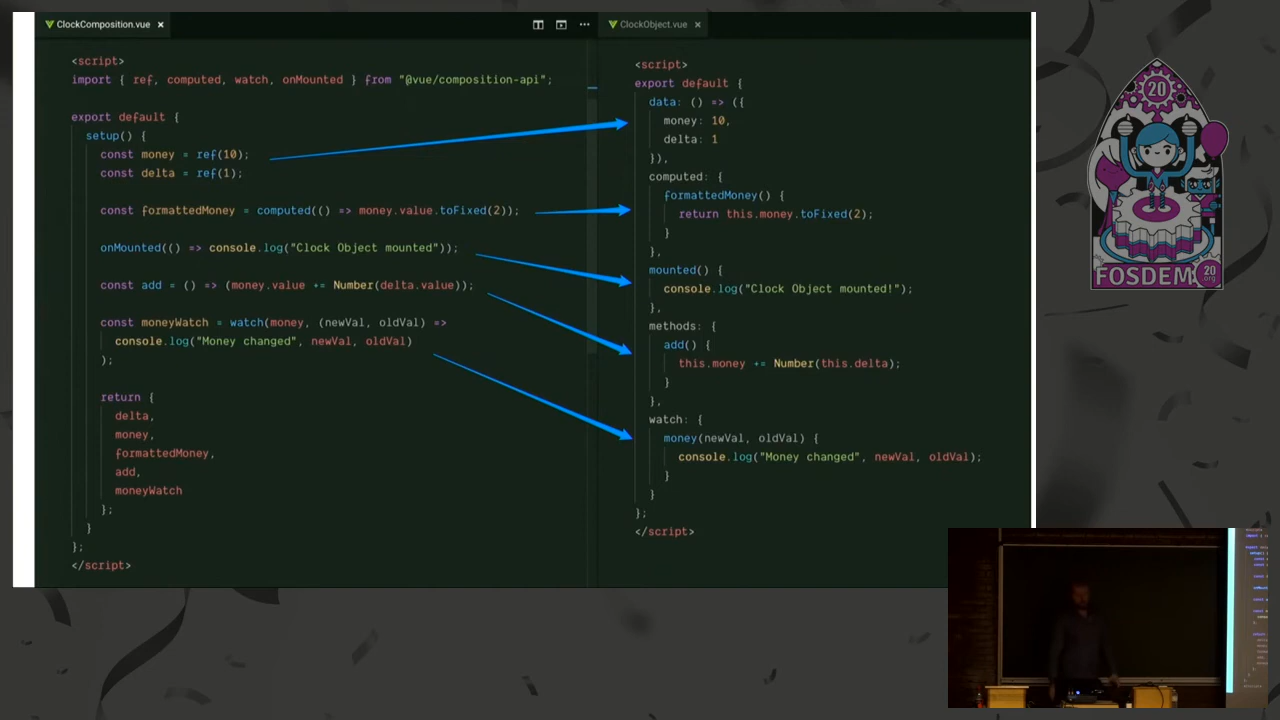 ClockComposition.vue ×
<script>
import { ref, computed, watch, onMounted } from "@vue/composition-api";
export default {
setup() {
const money = ref(10);
const delta = ref(1);
const formattedMoney = computed(() => money.value.toFixed(2));
onMounted(() => console.log("Clock Object mounted"));
const add = () => (money.value += Number(delta.value));
const moneyWatch = watch(money, (newVal, oldVal) =>
console.log("Money changed", newVal, oldVal)
);
return {
delta,
money,
formattedMoney,
add,
moneyWatch
};
}
};
</script>
ClockObject.vue ×
<script>
export default {
data: () => ({
money: 10,
delta: 1
}),
computed: {
formattedMoney() {
return this.money.toFixed(2);
}
},
mounted() {
console.log("Clock Object mounted!");
},
methods: {
add() {
this.money += Number(this.delta);
}
},
watch: {
money(newVal, oldVal) {
console.log("Money changed", newVal, oldVal);
}
}
};
</script>
20
FOSDEM
20
.org